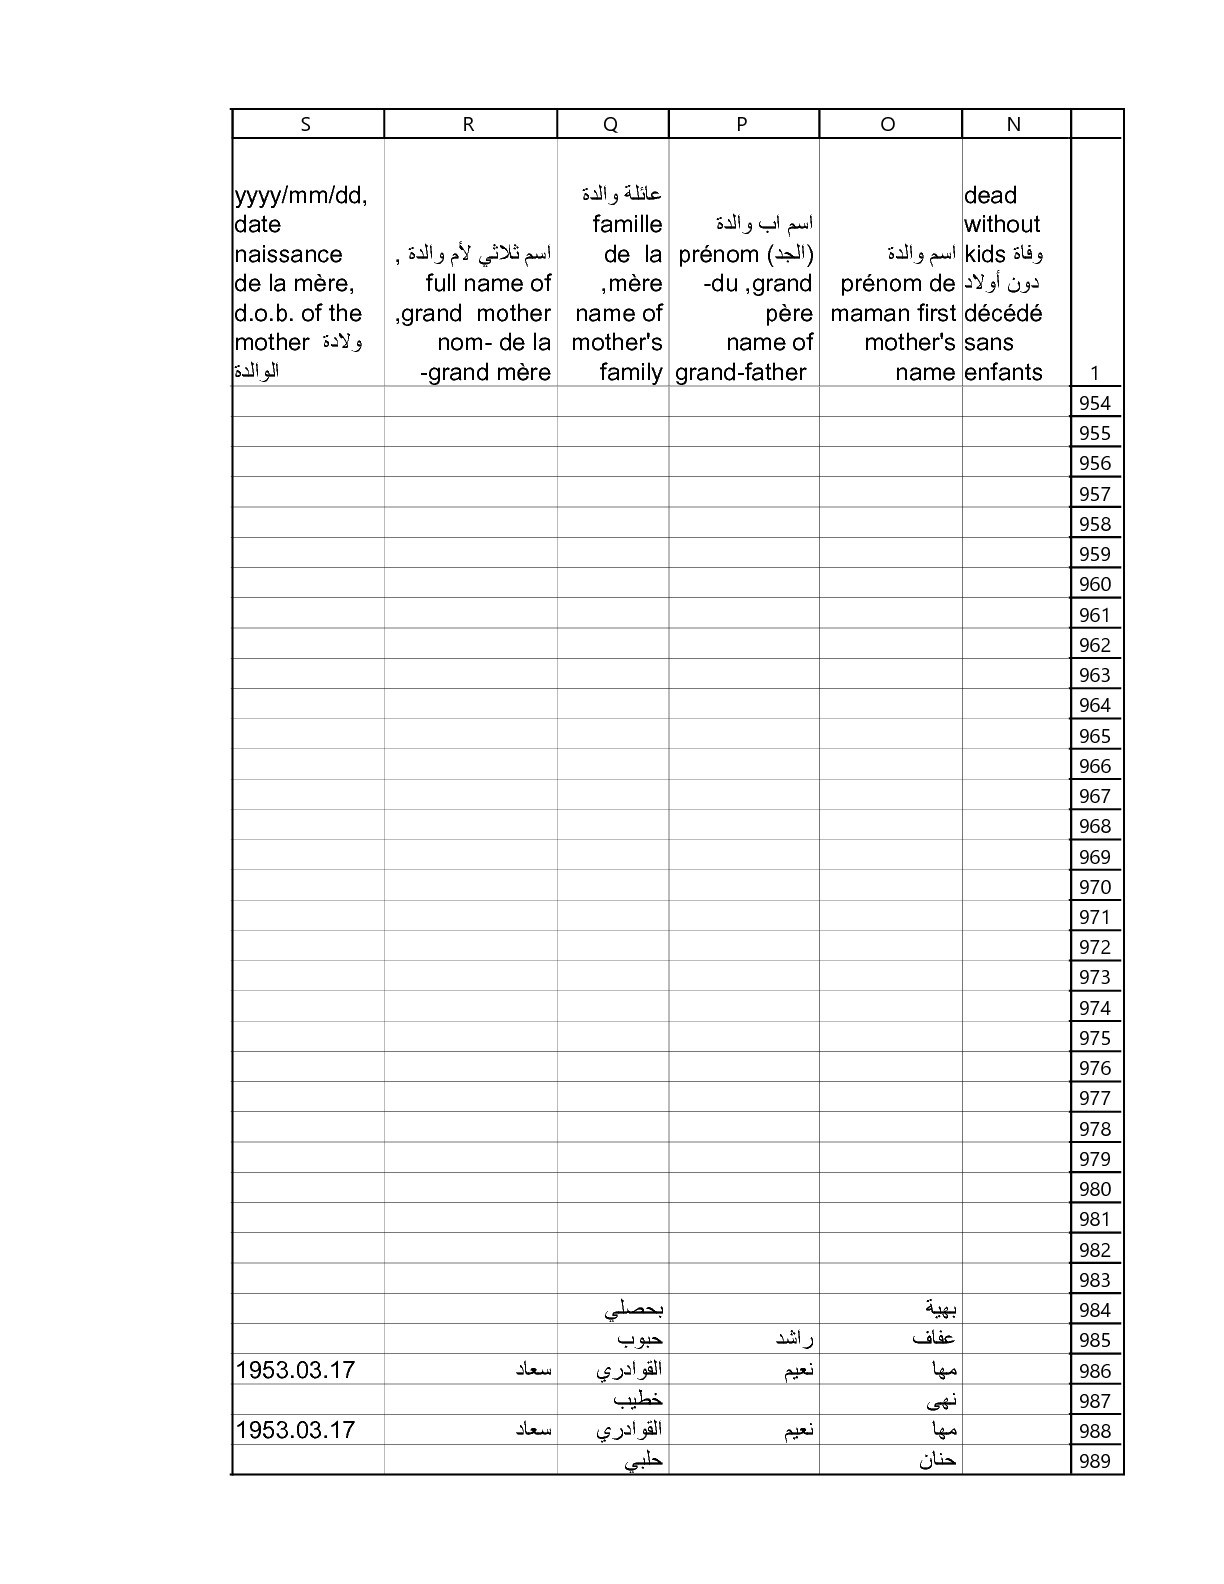 S R Q P O N
yyyy/mm/dd,
date
naissance
de la mère,
d.o.b. of the
mother ولادة
الوالدة
اسم ثلاثي لأم والدة ,
full name of
,grand mother
nom- de la
-grand mère
عائلة والدة
famille
de la
,mère
name of
mother's
family
اسم اب والدة
prénom (الجد)
-du ,grand
père
name of
grand-father
اسم والدة
prénom de
maman first
mother's
name
dead
without
kids وفاة
دون أولاد
décédé
sans
enfants
1
954
955
956
957
958
959
960
961
962
963
964
965
966
967
968
969
970
971
972
973
974
975
976
977
978
979
980
981
982
983
بحصلي بهية 984
حبوب راشد عفاف 985
1953.03.17 سعاد القوادري نعيم مها 986
خطيب نهى 987
1953.03.17 سعاد القوادري نعيم مها 988
حلبي حنان 989